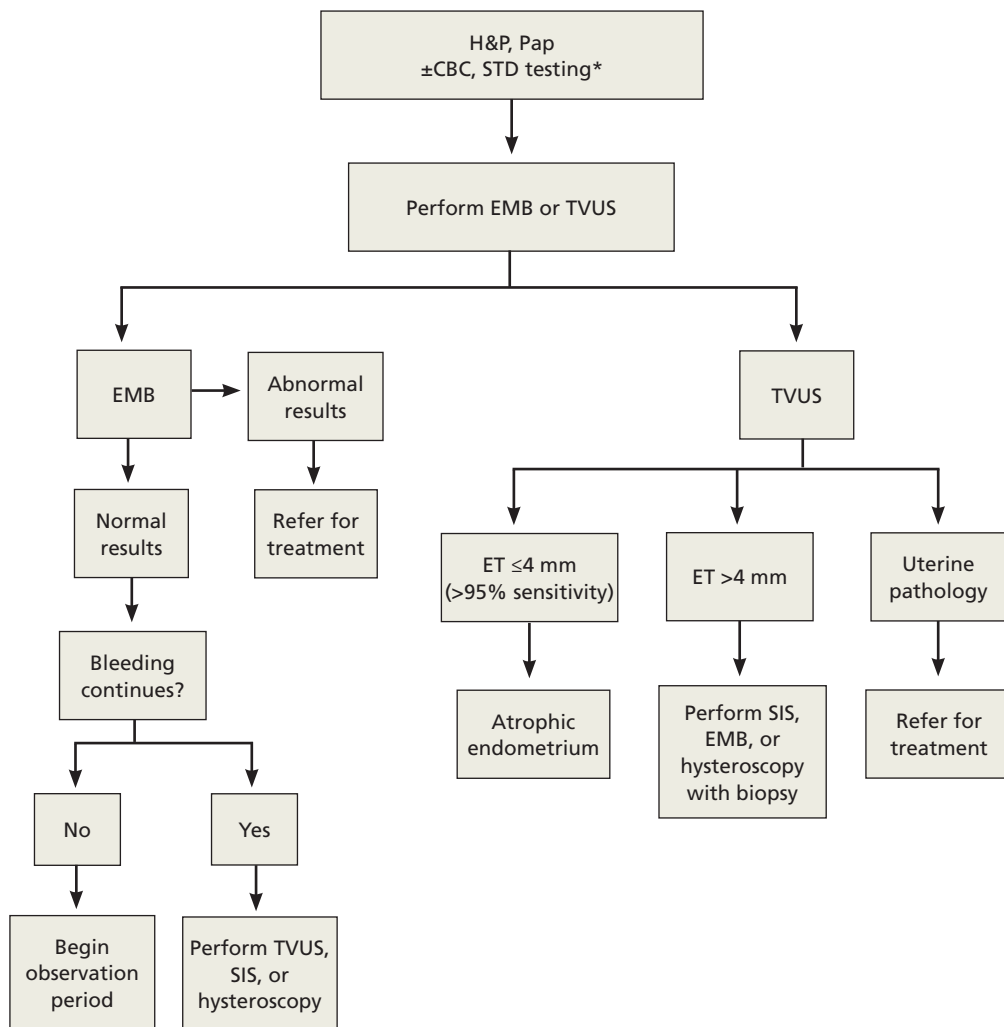 H&P, Pap
±CBC, STD testing*
Perform EMB or TVUS
EMB
Abnormal
results
TVUS
Normal
results
Refer for
treatment
ET ≤4 mm
(>95% sensitivity)
ET >4 mm
Uterine
pathology
Bleeding
continues?
Atrophic
endometrium
Perform SIS,
EMB, or
hysteroscopy
with biopsy
Refer for
treatment
No
Yes
Begin
observation
period
Perform TVUS,
SIS, or
hysteroscopy